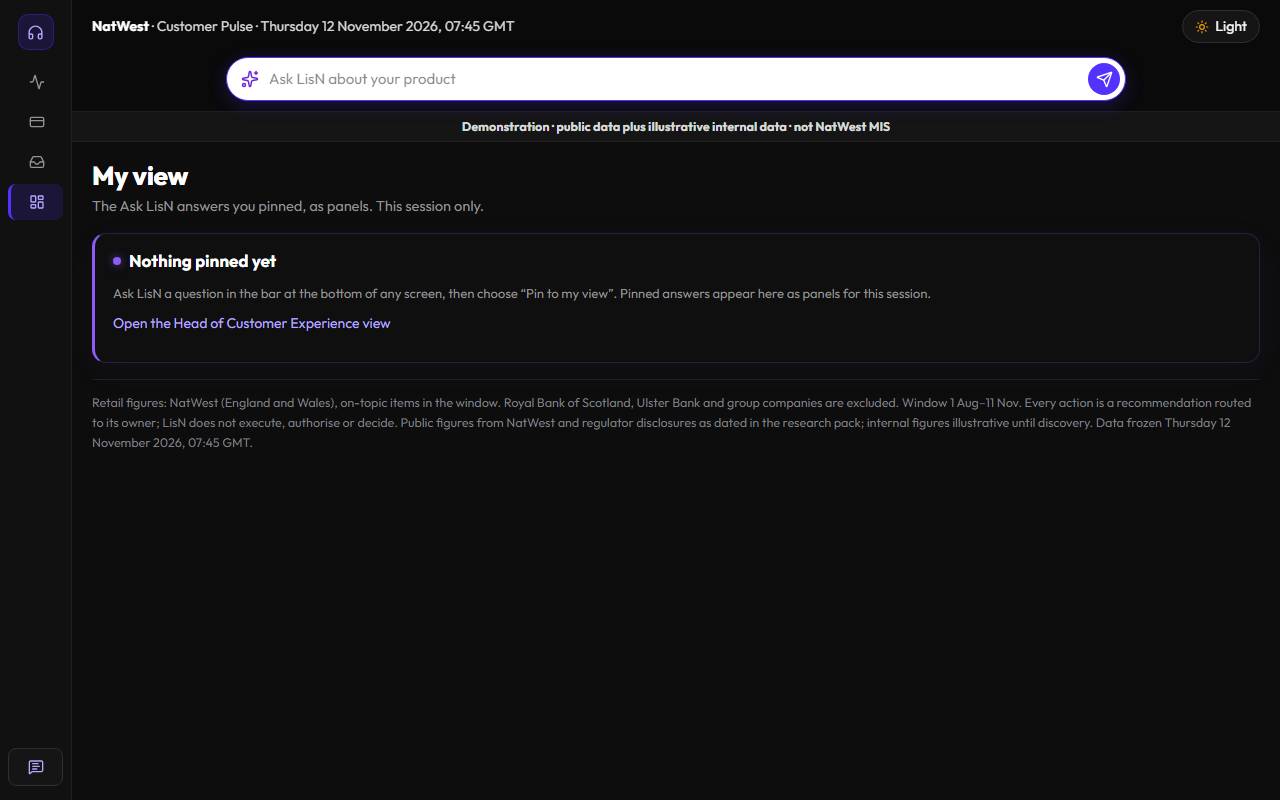 NatWest · Customer Pulse · Thursday 12 November 2026, 07:45 GMT
Light
Ask LisN about your product
Demonstration · public data plus illustrative internal data · not NatWest MIS
My view
The Ask LisN answers you pinned, as panels. This session only.
Nothing pinned yet
Ask LisN a question in the bar at the bottom of any screen, then choose “Pin to my view”. Pinned answers appear here as panels for this session.
Open the Head of Customer Experience view
Retail figures: NatWest (England and Wales), on-topic items in the window. Royal Bank of Scotland, Ulster Bank and group companies are excluded. Window 1 Aug–11 Nov. Every action is a recommendation routed
to its owner; LisN does not execute, authorise or decide. Public figures from NatWest and regulator disclosures as dated in the research pack; internal figures illustrative until discovery. Data frozen Thursday 12
November 2026, 07:45 GMT.